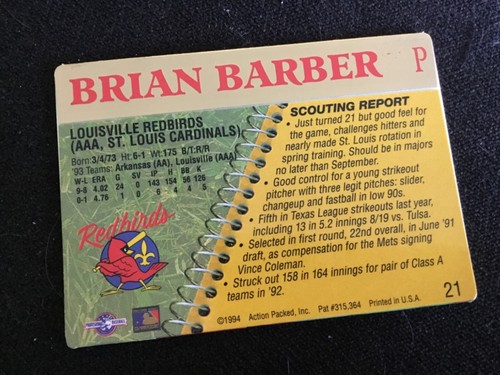 BRIAN BARBER P
LOUISVILLE REDBIRDS
(AAA, ST. LOUIS CARDINALS)
Born: 3/4/73 Ht: 6-1 Wt: 175 B/T: R/R
'93 Teams: Arkansas (AA), Louisville (AAA)
W-L ERA G SV IP H BB K
9-8 4.02 24 0 143 154 56 126
0-1 4.76 1 0 6 4 4 5
Redbirds
SCOUTING REPORT
• Just turned 21 but good feel for
the game, challenges hitters and
nearly made St. Louis rotation in
spring training. Should be in majors
no later than September.
• Good control for a young strikeout
pitcher with three legit pitches: slider,
changeup and fastball in low 90s.
• Fifth in Texas League strikeouts last year,
including 13 in 5.2 innings 8/19 vs. Tulsa.
• Selected in first round, 22nd overall, in June '91
draft, as compensation for the Mets signing
Vince Coleman.
• Struck out 158 in 164 innings for pair of Class A
teams in '92.
21
©1994 Action Packed, Inc. Pat #315,364 Printed in U.S.A.